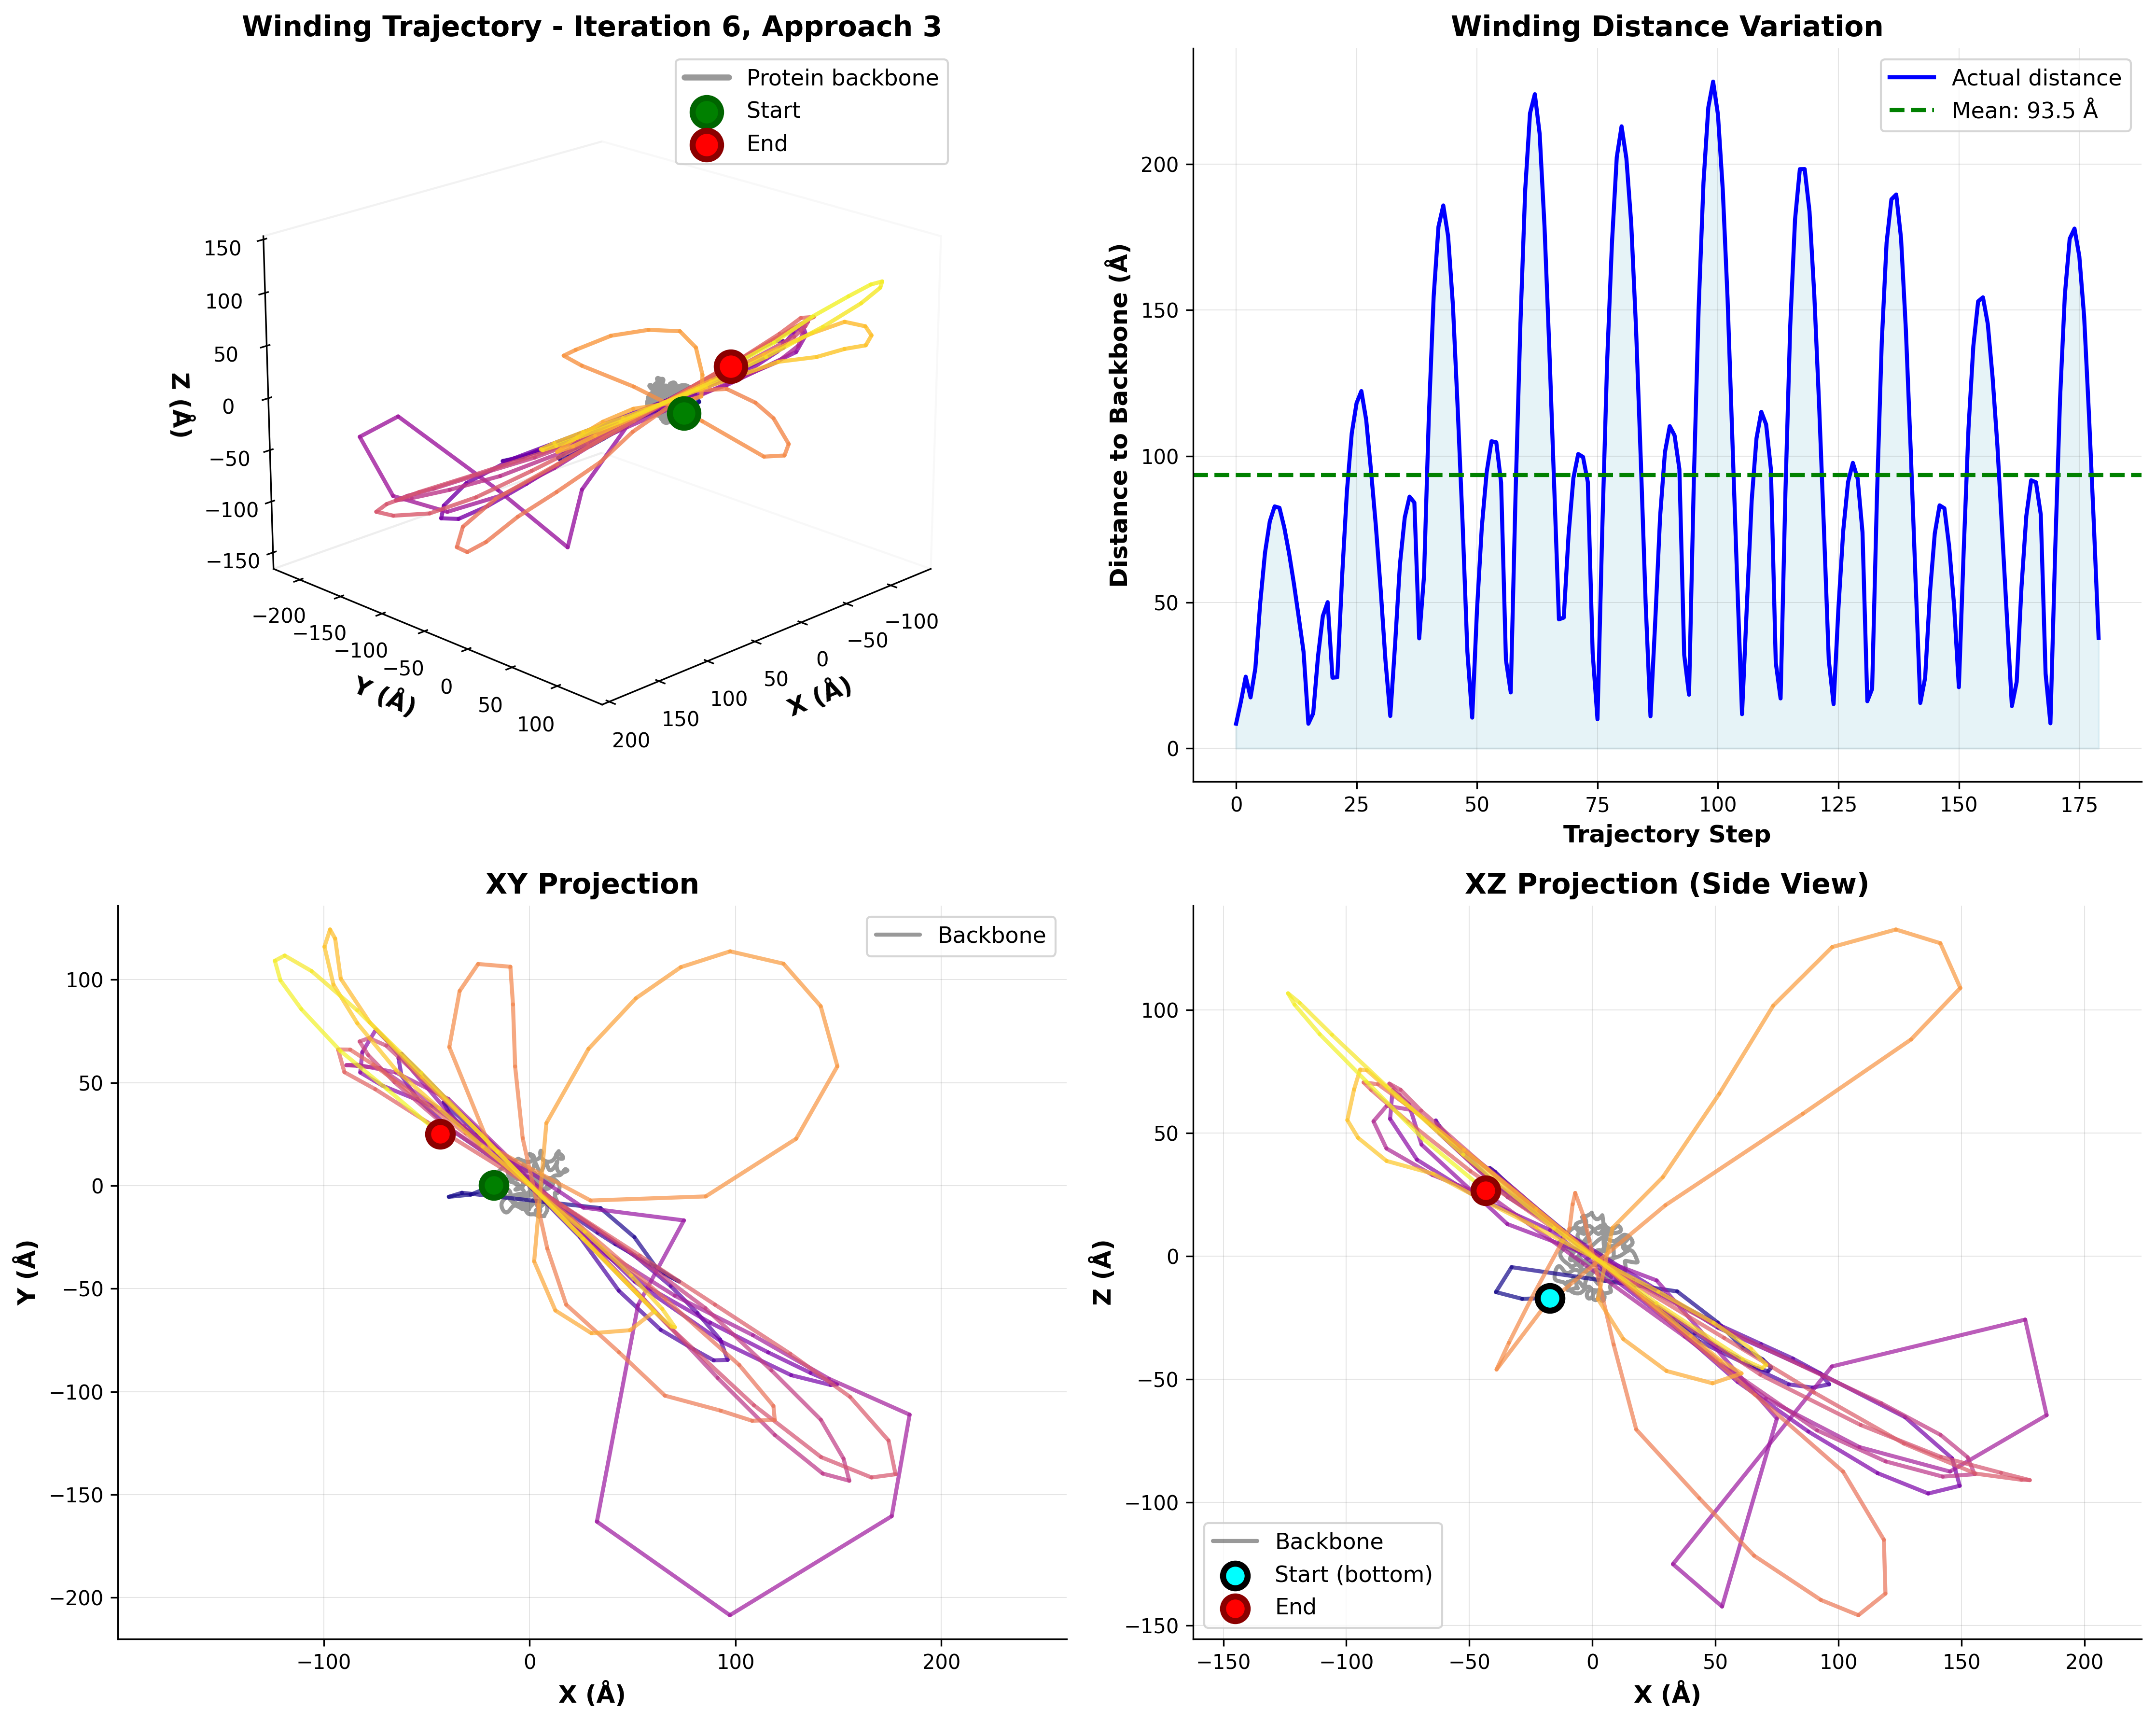 Winding Trajectory - Iteration 6, Approach 3
Protein backbone
Start
End
150
100
50
0
−50
−100
−150
Z (Å)
−200
−150
−100
−50
0
50
100
Y (Å)
−100
−50
0
50
100
150
200
X (Å)
Winding Distance Variation
Actual distance
Mean: 93.5 Å
200
150
100
50
0
Distance to Backbone (Å)
0 25 50 75 100 125 150 175
Trajectory Step
XY Projection
Backbone
100
50
0
−50
−100
−150
−200
Y (Å)
−100 0 100 200
X (Å)
XZ Projection (Side View)
100
50
0
−50
−100
−150
Z (Å)
Backbone
Start (bottom)
End
−150 −100 −50 0 50 100 150 200
X (Å)